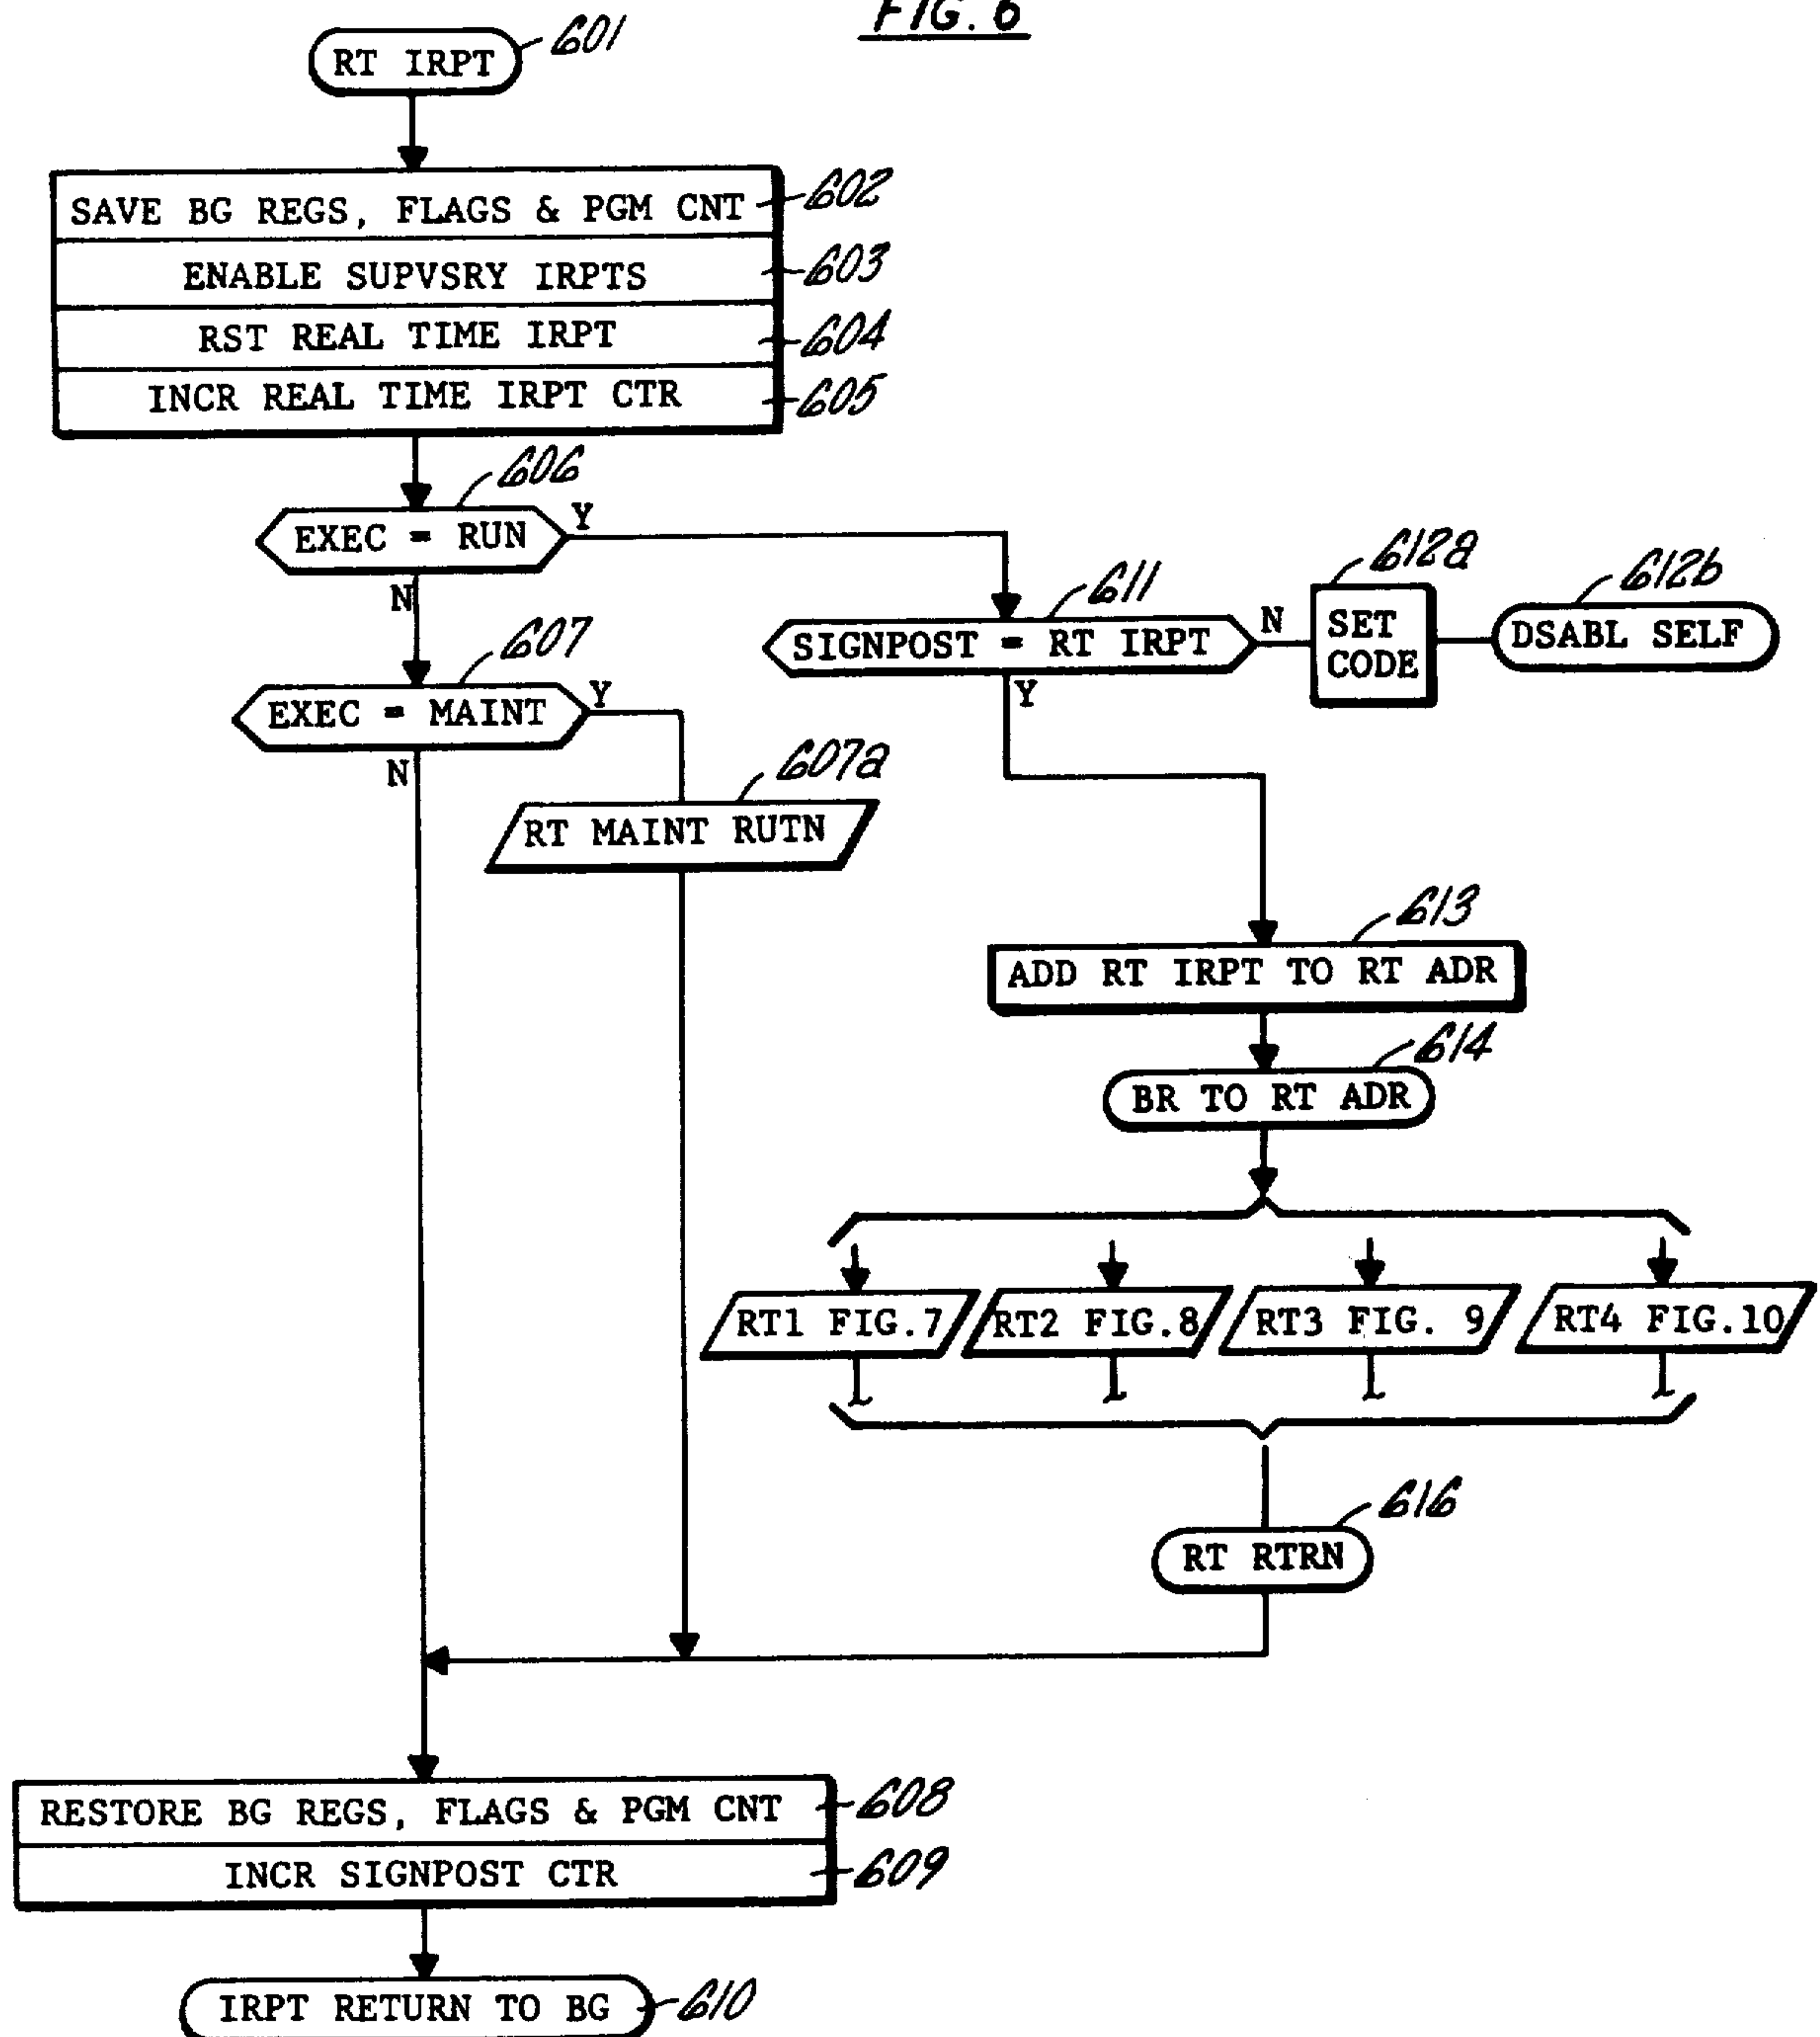 FIG. 6
RT IRPT 601
SAVE BG REGS, FLAGS & PGM CNT 602
ENABLE SUPVSRY IRPTS 603
RST REAL TIME IRPT 604
INCR REAL TIME IRPT CTR 605
606
EXEC = RUN Y
N
612a
612b
611
SIGNPOST = RT IRPT N
SET
CODE
DSABL SELF
Y
607
EXEC = MAINT Y
N
607a
RT MAINT RUTN
613
ADD RT IRPT TO RT ADR
614
BR TO RT ADR
RT1 FIG.7
RT2 FIG.8
RT3 FIG. 9
RT4 FIG.10
616
RT RTRN
RESTORE BG REGS, FLAGS & PGM CNT 608
INCR SIGNPOST CTR 609
IRPT RETURN TO BG 610